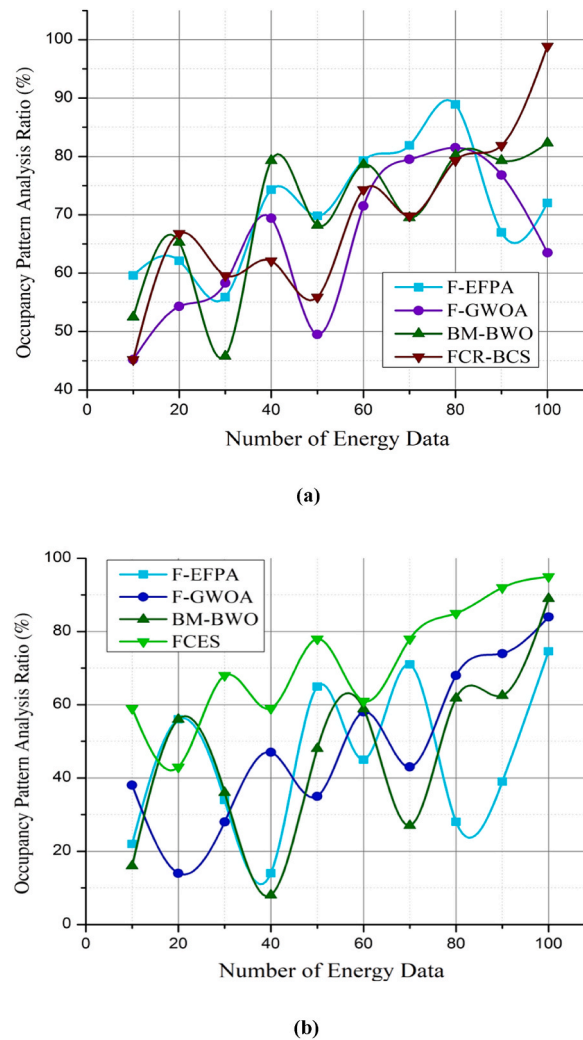 Occupancy Pattern Analysis Ratio (%)
100
90
80
70
60
50
40
F-EFPA
F-GWOA
BM-BWO
FCR-BCS
0 20 40 60 80 100
Number of Energy Data
(a)
Occupancy Pattern Analysis Ratio (%)
100
80
60
40
20
0
F-EFPA
F-GWOA
BM-BWO
FCES
0 20 40 60 80 100
Number of Energy Data
(b)